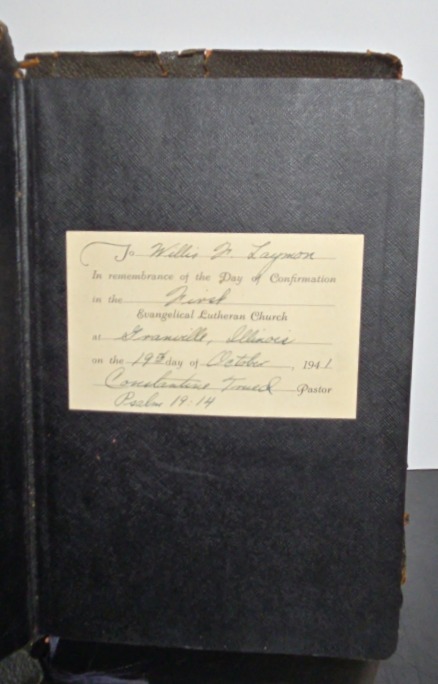 To Willis W. Laymon
In remembrance of the Day of Confirmation
in the First
Evangelical Lutheran Church
at Granville, Illinois
on the 19th day of October, 1941.
Constantine Pastor
Psalm 19:14